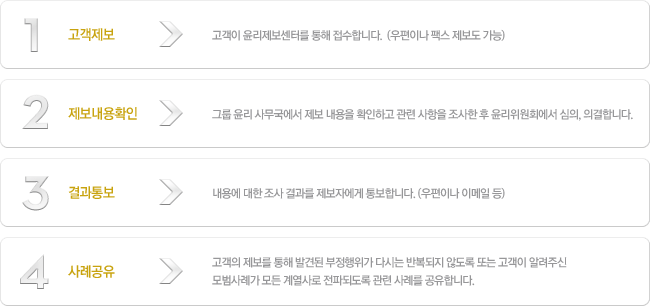 1 고객제보 고객이 윤리제보센터를 통해 접수합니다. (우편이나 팩스 제보도 가능)
2 제보내용확인 그룹 윤리 사무국에서 제보 내용을 확인하고 관련 사항을 조사한 후 윤리위원회에서 심의, 의결합니다.
3 결과통보 내용에 대한 조사 결과를 제보자에게 통보합니다. (우편이나 이메일 등)
4 사례공유 고객의 제보를 통해 발견된 부정행위가 다시는 반복되지 않도록 또는 고객이 알려주신
모범사례가 모든 계열사로 전파되도록 관련 사례를 공유합니다.